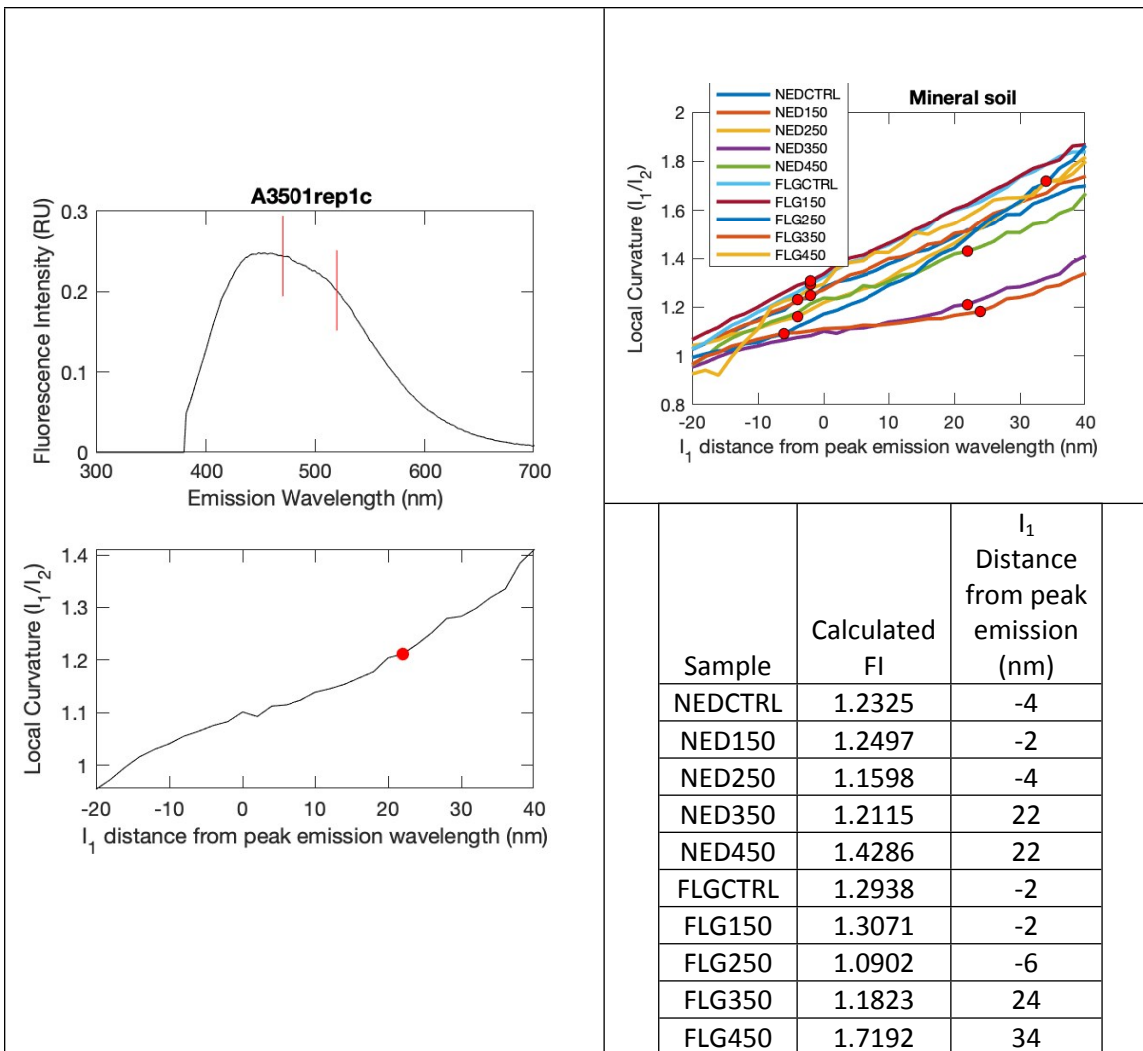 A3501rep1c
0.3
0.2
0.1
0
Fluorescence Intensity (RU)
300 400 500 600 700
Emission Wavelength (nm)
1.4
1.3
1.2
1.1
1
Local Curvature (I1/I2)
-20 -10 0 10 20 30 40
I1 distance from peak emission wavelength (nm)
Mineral soil
NEDCTRL
NED150
NED250
NED350
NED450
FLGCTRL
FLG150
FLG250
FLG350
FLG450
2
1.8
1.6
1.4
1.2
1
0.8
Local Curvature (I1/I2)
-20 -10 0 10 20 30 40
I1 distance from peak emission wavelength (nm)
I1
Distance
from peak
Calculated emission
Sample FI (nm)
NEDCTRL 1.2325 -4
NED150 1.2497 -2
NED250 1.1598 -4
NED350 1.2115 22
NED450 1.4286 22
FLGCTRL 1.2938 -2
FLG150 1.3071 -2
FLG250 1.0902 -6
FLG350 1.1823 24
FLG450 1.7192 34